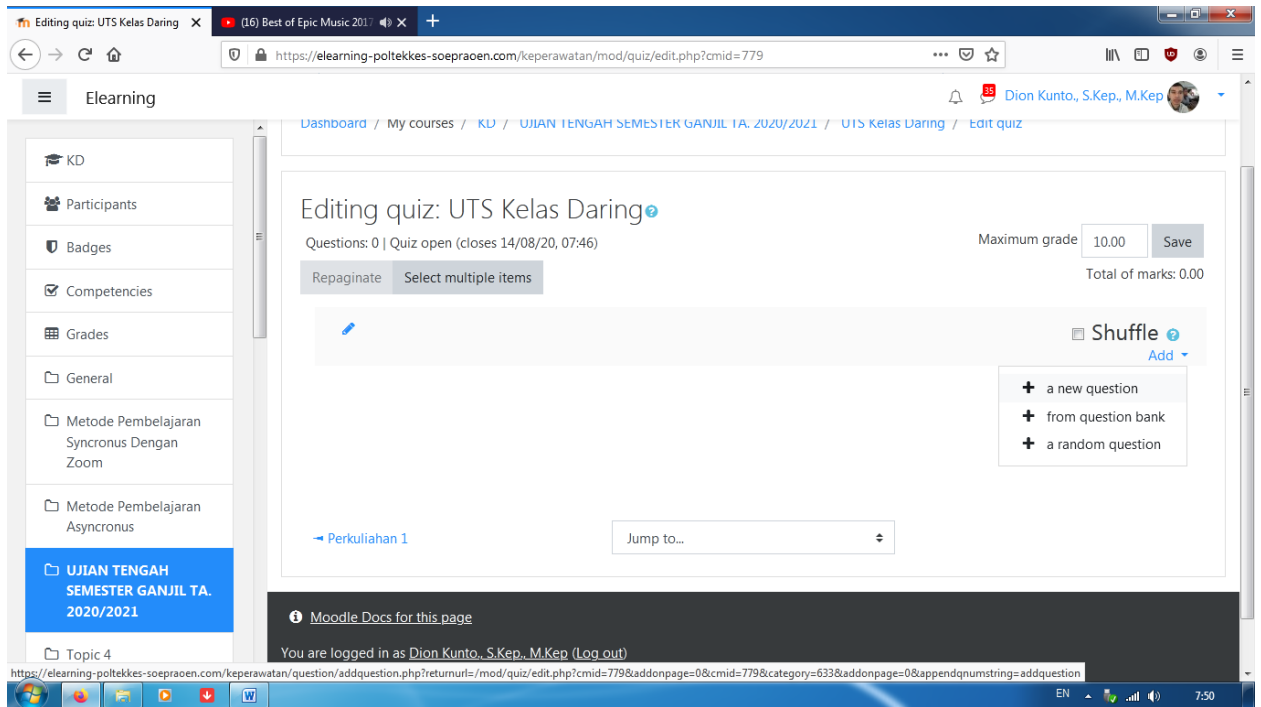 Editing quiz: UTS Kelas Daring
(16) Best of Epic Music 2017
https://elearning-poltekkes-soepraoen.com/keperawatan/mod/quiz/edit.php?cmid=779
Elearning
35
Dion Kunto., S.Kep., M.Kep
Dashboard / My courses / KD / UJIAN TENGAH SEMESTER GANJIL TA. 2020/2021 / UTS Kelas Daring / Edit quiz
KD
Participants
Badges
Competencies
Grades
General
Metode Pembelajaran
Syncronus Dengan
Zoom
Metode Pembelajaran
Asyncronus
UJIAN TENGAH
SEMESTER GANJIL TA.
2020/2021
Topic 4
Editing quiz: UTS Kelas Daring
Questions: 0 | Quiz open (closes 14/08/20, 07:46)
Maximum grade 10.00 Save
Repaginate Select multiple items
Total of marks: 0.00
Shuffle
Add
a new question
from question bank
a random question
Perkuliahan 1
Jump to...
Moodle Docs for this page
You are logged in as Dion Kunto., S.Kep., M.Kep (Log out)
https://elearning-poltekkes-soepraoen.com/keperawatan/question/addquestion.php?returnurl=/mod/quiz/edit.php?cmid=779&addonpage=0&cmid=779&category=633&addonpage=0&appendqnumstring=addquestion
EN
7:50